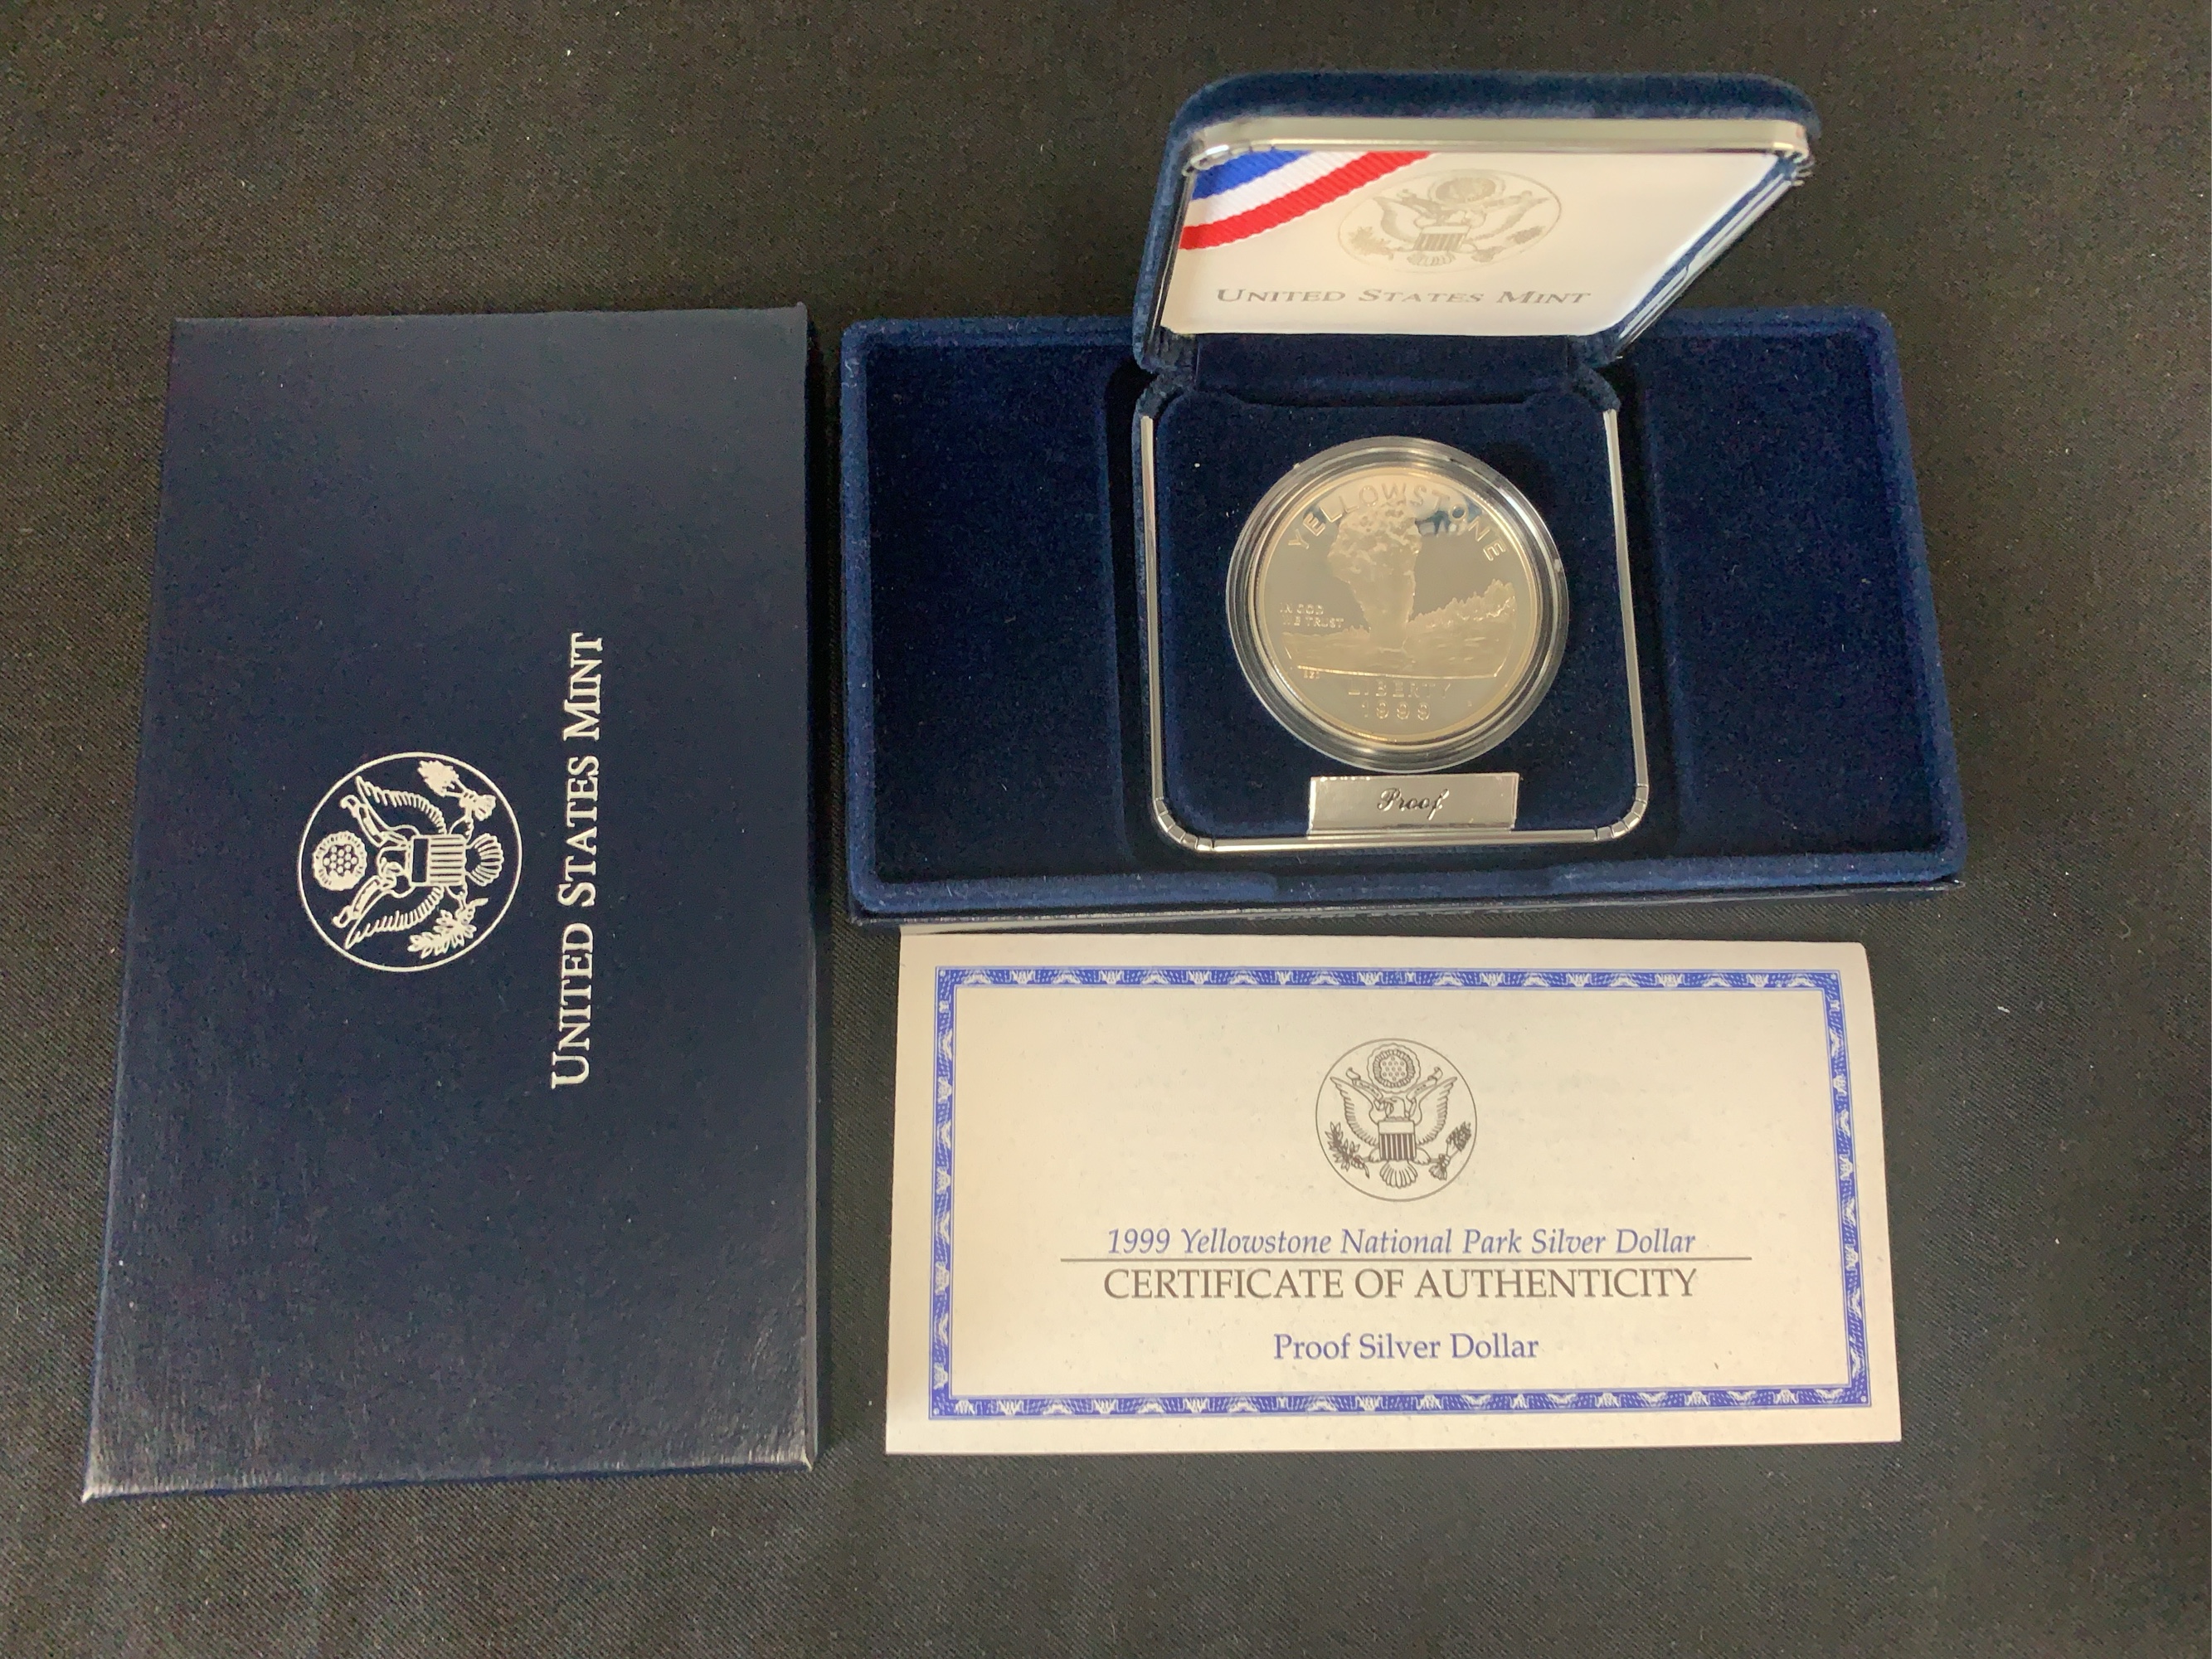 UNITED STATES MINT
UNITED STATES MINT
YELLOWSTONE
IN GOD
WE TRUST
LIBERTY
1999
Proof
1999 Yellowstone National Park Silver Dollar
CERTIFICATE OF AUTHENTICITY
Proof Silver Dollar